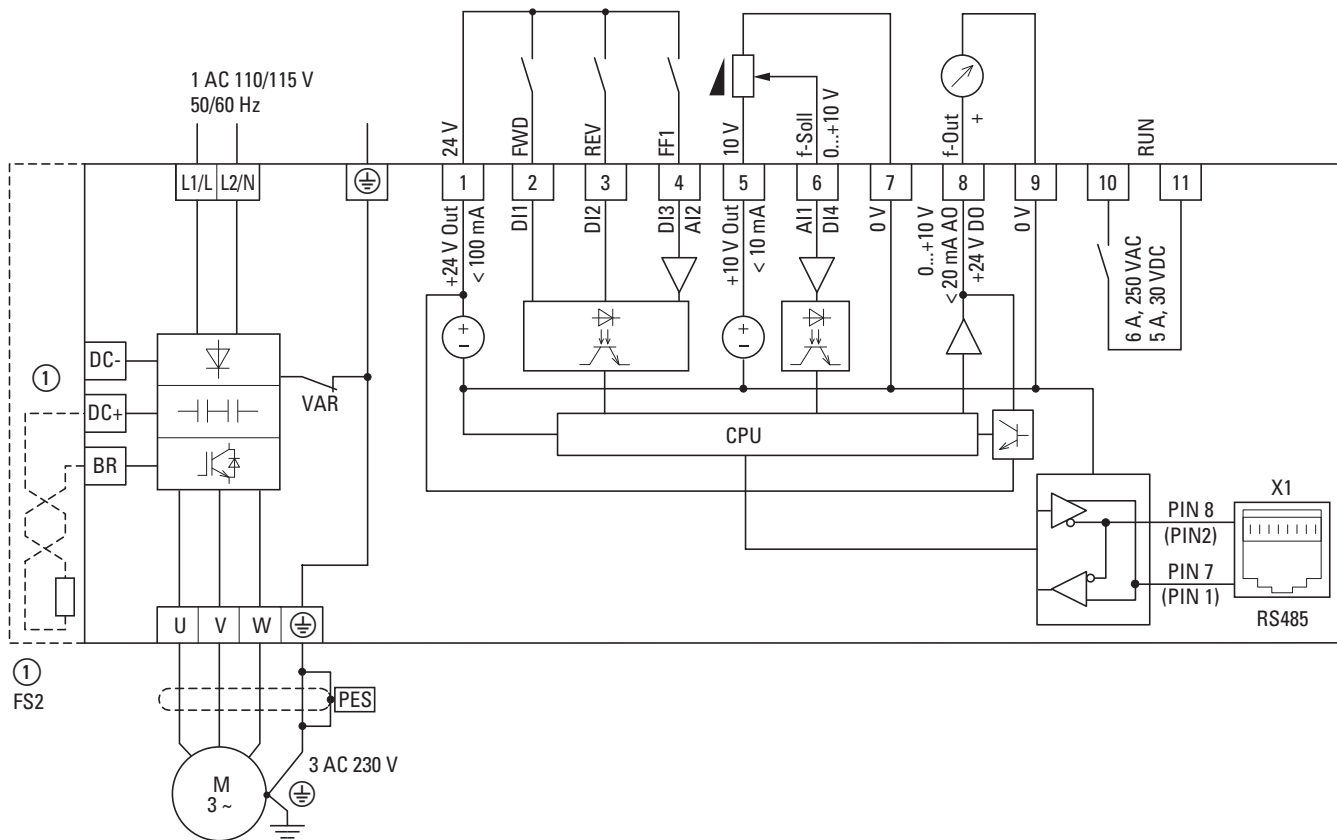 1 AC 110/115 V
50/60 Hz
24 V
FWD
REV
FF1
10 V
f-Soll
0...+10 V
f-Out
+
RUN
L1/L
L2/N
1
2
3
4
5
6
7
8
9
10
11
+24 V Out
< 100 mA
DI1
DI2
DI3
AI2
+10 V Out
< 10 mA
AI1
DI4
0 V
0...+10 V
< 20 mA AO
+24 V DO
0 V
6 A, 250 VAC
5 A, 30 VDC
+
-
+
-
DC-
1
VAR
DC+
CPU
BR
X1
PIN 8
(PIN2)
PIN 7
(PIN 1)
RS485
U
V
W
1
FS2
PES
3 AC 230 V
M
3 ~